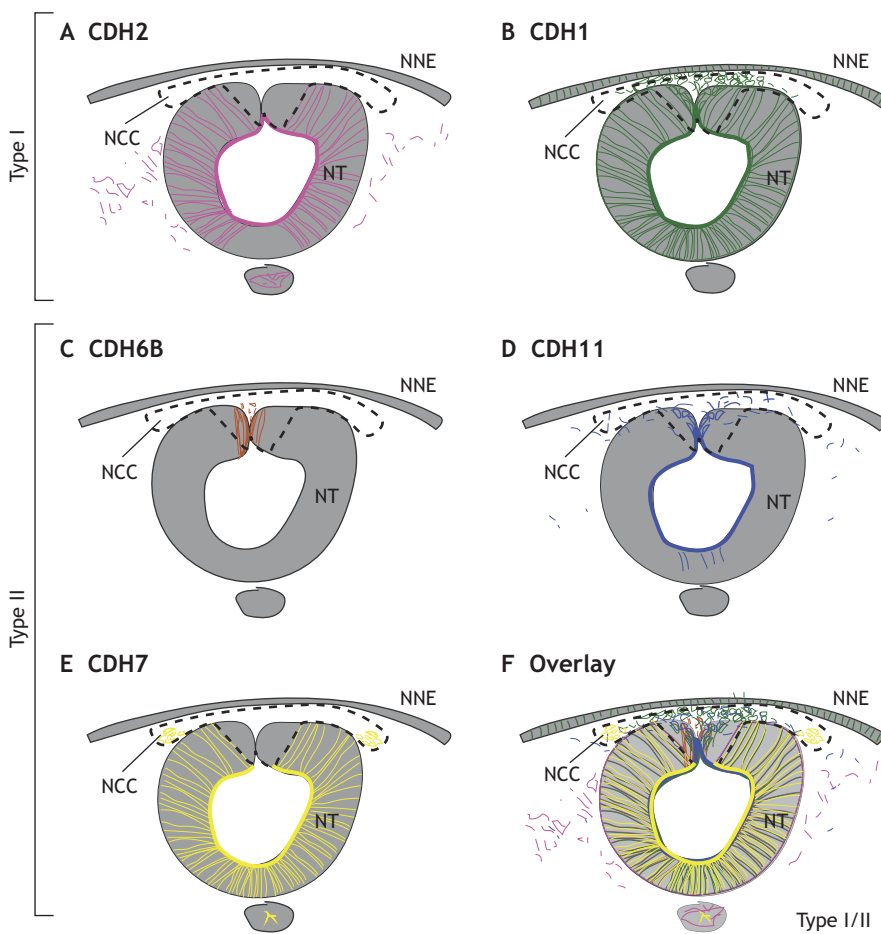 A CDH2
NNE
NCC
NT
B CDH1
NNE
NCC
NT
Type I
C CDH6B
NNE
NCC
NT
D CDH11
NNE
NCC
NT
Type II
E CDH7
NNE
NCC
NT
F Overlay
NNE
NCC
NT
Type I/II